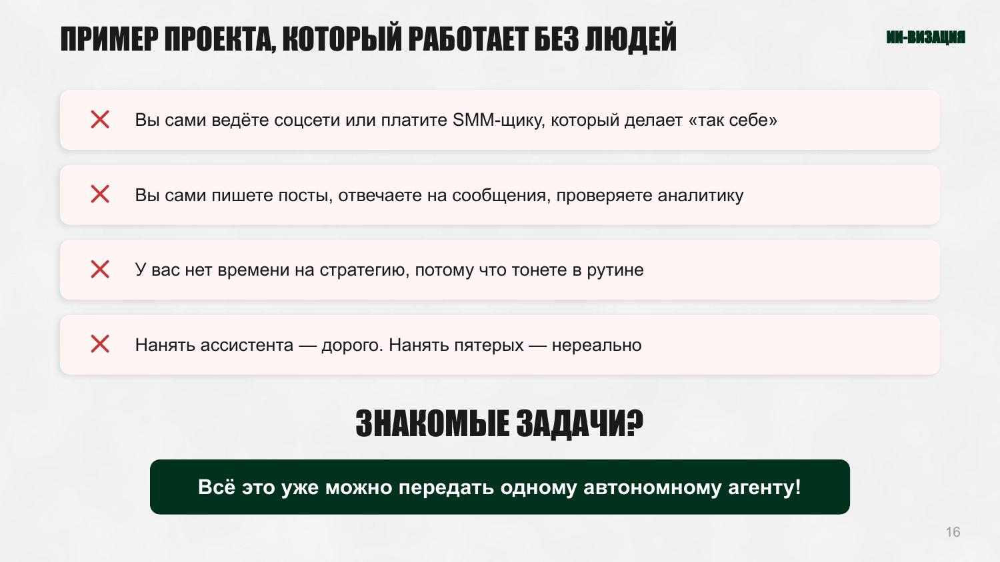 ПРИМЕР ПРОЕКТА, КОТОРЫЙ РАБОТАЕТ БЕЗ ЛЮДЕЙ
ИИ-ВИЗАЦИЯ
Вы сами ведёте соцсети или платите SMM-щику, который делает «так себе»
Вы сами пишете посты, отвечаете на сообщения, проверяете аналитику
У вас нет времени на стратегию, потому что тонете в рутине
Нанять ассистента — дорого. Нанять пятерых — нереально
ЗНАКОМЫЕ ЗАДАЧИ?
Всё это уже можно передать одному автономному агенту!
16